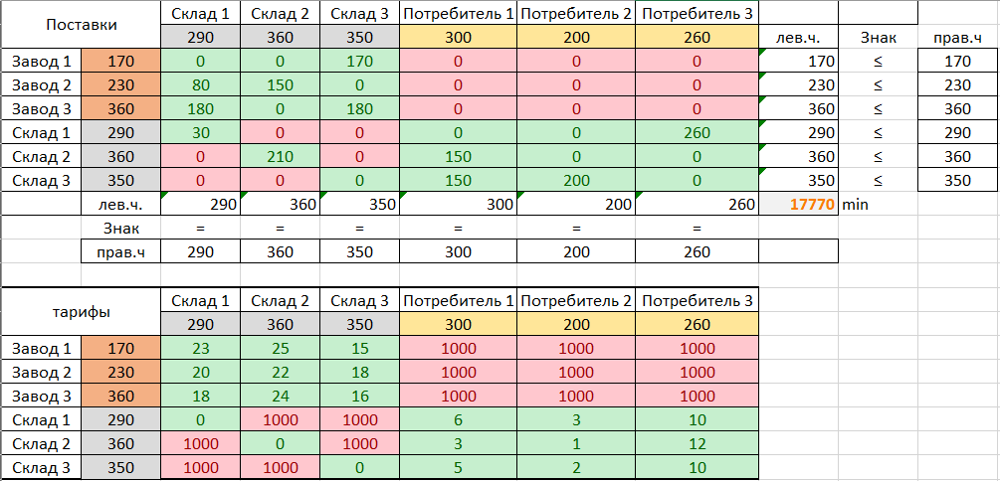 Поставки Склад 1 Склад 2 Склад 3 Потребитель 1 Потребитель 2 Потребитель 3
290 360 350 300 200 260 лев.ч. Знак прав.ч
Завод 1 170 0 0 170 0 0 0 170 ≤ 170
Завод 2 230 80 150 0 0 0 0 230 ≤ 230
Завод 3 360 180 0 180 0 0 0 360 ≤ 360
Склад 1 290 30 0 0 0 0 260 290 ≤ 290
Склад 2 360 0 210 0 150 0 0 360 ≤ 360
Склад 3 350 0 0 0 150 200 0 350 ≤ 350
лев.ч. 290 360 350 300 200 260 17770 min
Знак = = = = = =
прав.ч 290 360 350 300 200 260
тарифы Склад 1 Склад 2 Склад 3 Потребитель 1 Потребитель 2 Потребитель 3
290 360 350 300 200 260
Завод 1 170 23 25 15 1000 1000 1000
Завод 2 230 20 22 18 1000 1000 1000
Завод 3 360 18 24 16 1000 1000 1000
Склад 1 290 0 1000 1000 6 3 10
Склад 2 360 1000 0 1000 3 1 12
Склад 3 350 1000 1000 0 5 2 10